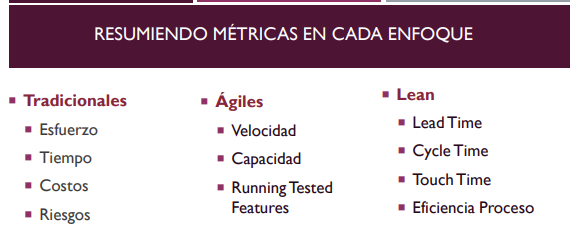 RESUMIENDO MÉTRICAS EN CADA ENFOQUE
Tradicionales
Esfuerzo
Tiempo
Costos
Riesgos
Ágiles
Velocidad
Capacidad
Running Tested
Features
Lean
Lead Time
Cycle Time
Touch Time
Eficiencia Proceso